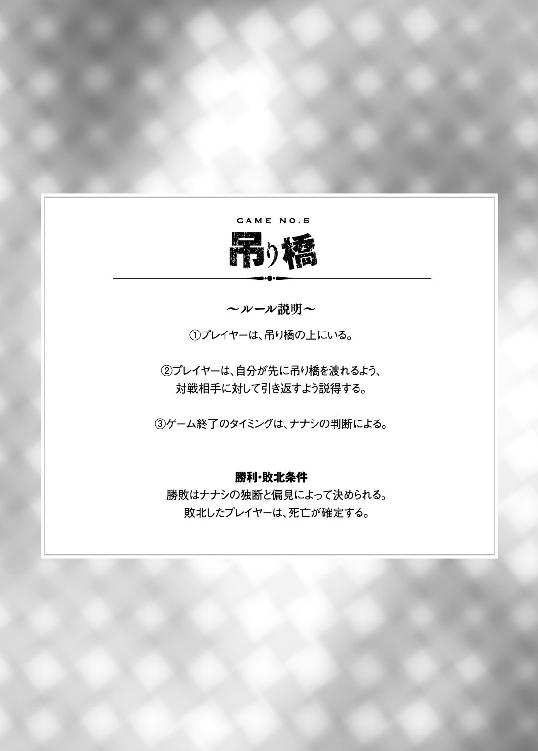 GAME NO.6
吊り橋
～ルール説明～
①プレイヤーは、吊り橋の上にいる。
②プレイヤーは、自分が先に吊り橋を渡れるよう、
対戦相手に対して引き返すよう説得する。
③ゲーム終了のタイミングは、ナナシの判断による。
勝利・敗北条件
勝敗はナナシの独断と偏見によって決められる。
敗北したプレイヤーは、死亡が確定する。